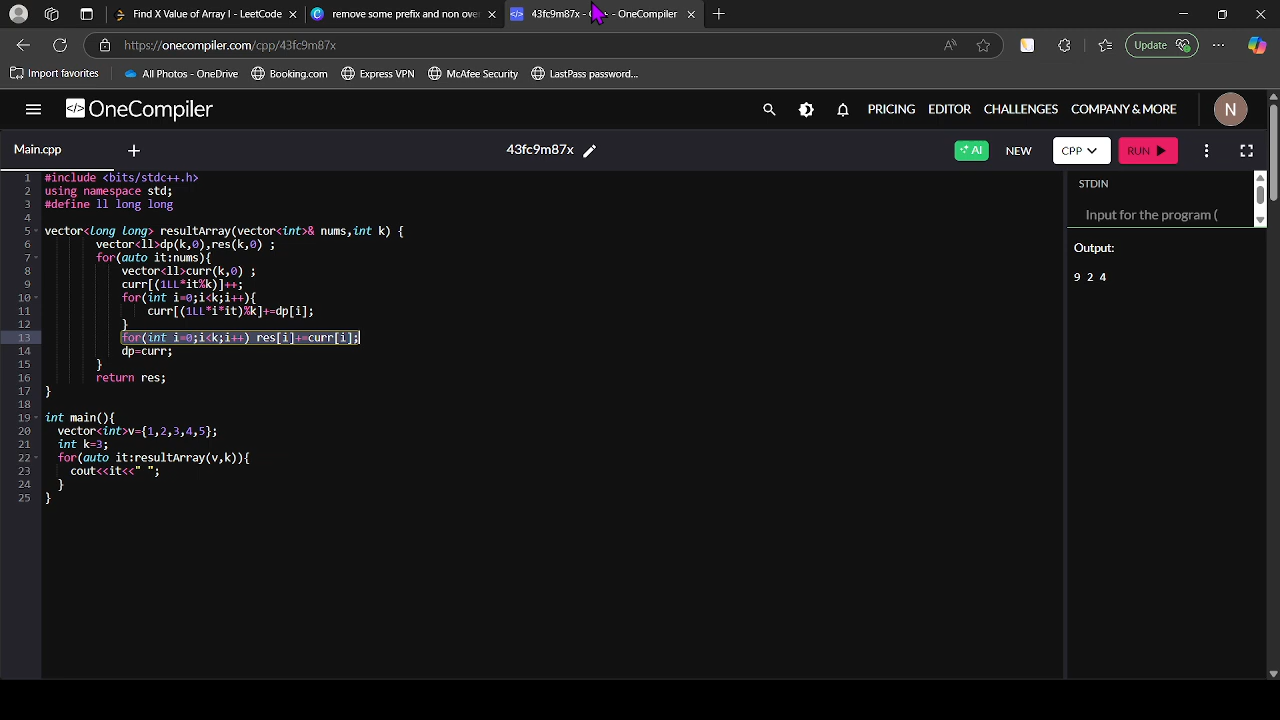 Find X Value of Array I - LeetCode
remove some prefix and non over
43fc9m87x - - OneCompiler
https://onecompiler.com/cpp/43fc9m87x
Update
Import favorites
All Photos - OneDrive
Booking.com
Express VPN
McAfee Security
LastPass password...
</> OneCompiler
PRICING
EDITOR
CHALLENGES
COMPANY & MORE
N
Main.cpp
43fc9m87x
AI
NEW
CPP
RUN
1 #include <bits/stdc++.h>
2 using namespace std;
3 #define ll long long
4
5 vector<long long> resultArray(vector<int>& nums,int k) {
6 vector<ll>dp(k,0),res(k,0) ;
7 for(auto it:nums){
8 vector<ll>curr(k,0) ;
9 curr[(1LL*it%k)]++;
10 for(int i=0;i<k;i++){
11 curr[(1LL*i*it)%k]+=dp[i];
12 }
13 for(int i=0;i<k;i++) res[i]+=curr[i];
14 dp=curr;
15 }
16 return res;
17 }
18
19 int main(){
20 vector<int>v={1,2,3,4,5};
21 int k=3;
22 for(auto it:resultArray(v,k)){
23 cout<<it<<" ";
24 }
25 }
STDIN
Input for the program (
Output:
9 2 4